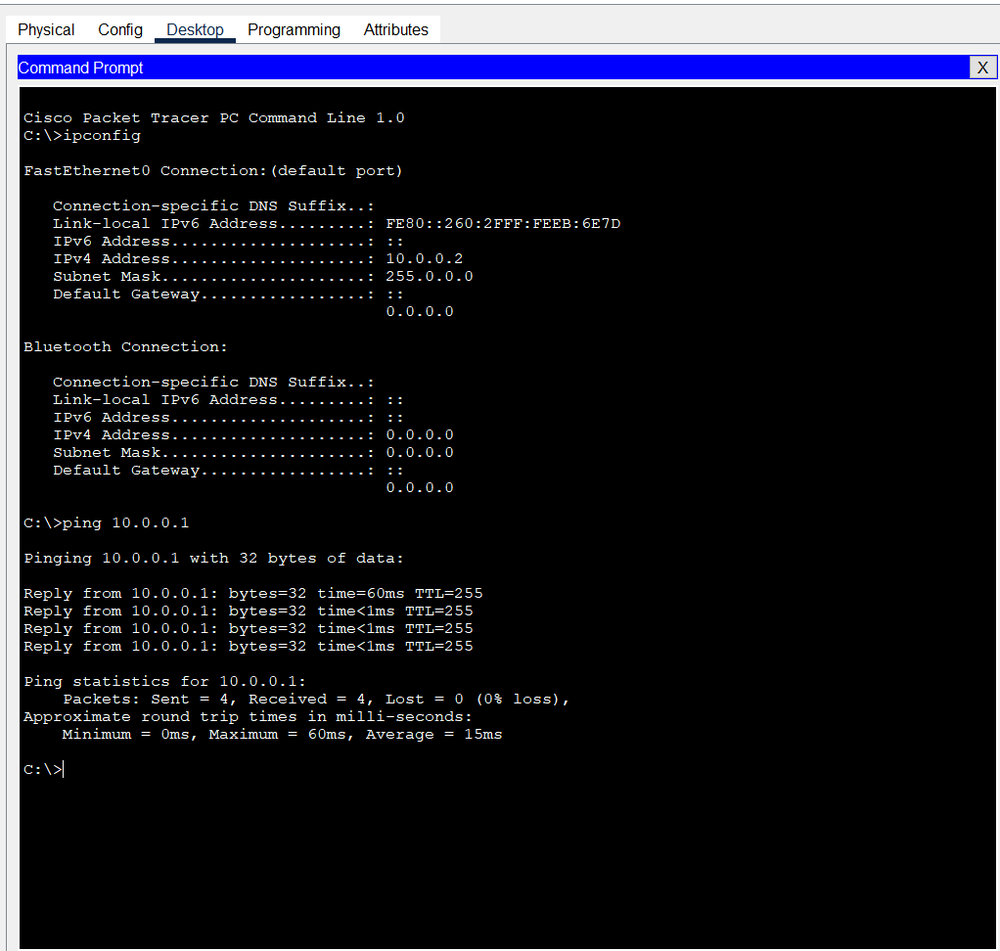 Physical Config Desktop Programming Attributes
Command Prompt X
Cisco Packet Tracer PC Command Line 1.0
C:\>ipconfig
FastEthernet0 Connection:(default port)
Connection-specific DNS Suffix..:
Link-local IPv6 Address.........: FE80::260:2FFF:FEEB:6E7D
IPv6 Address....................: ::
IPv4 Address....................: 10.0.0.2
Subnet Mask.....................: 255.0.0.0
Default Gateway.................: ::
0.0.0.0
Bluetooth Connection:
Connection-specific DNS Suffix..:
Link-local IPv6 Address.........: ::
IPv6 Address....................: ::
IPv4 Address....................: 0.0.0.0
Subnet Mask.....................: 0.0.0.0
Default Gateway.................: ::
0.0.0.0
C:\>ping 10.0.0.1
Pinging 10.0.0.1 with 32 bytes of data:
Reply from 10.0.0.1: bytes=32 time=60ms TTL=255
Reply from 10.0.0.1: bytes=32 time<1ms TTL=255
Reply from 10.0.0.1: bytes=32 time<1ms TTL=255
Reply from 10.0.0.1: bytes=32 time<1ms TTL=255
Ping statistics for 10.0.0.1:
Packets: Sent = 4, Received = 4, Lost = 0 (0% loss),
Approximate round trip times in milli-seconds:
Minimum = 0ms, Maximum = 60ms, Average = 15ms
C:\>